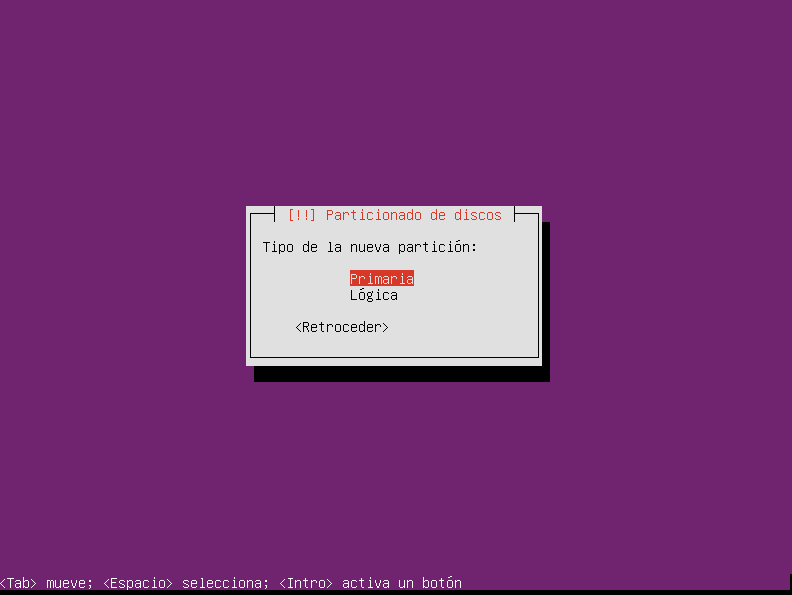 [!!] Particionado de discos
Tipo de la nueva partición:
Primaria
Lógica
<Retroceder>
<Tab> mueve; <Espacio> selecciona; <Intro> activa un botón